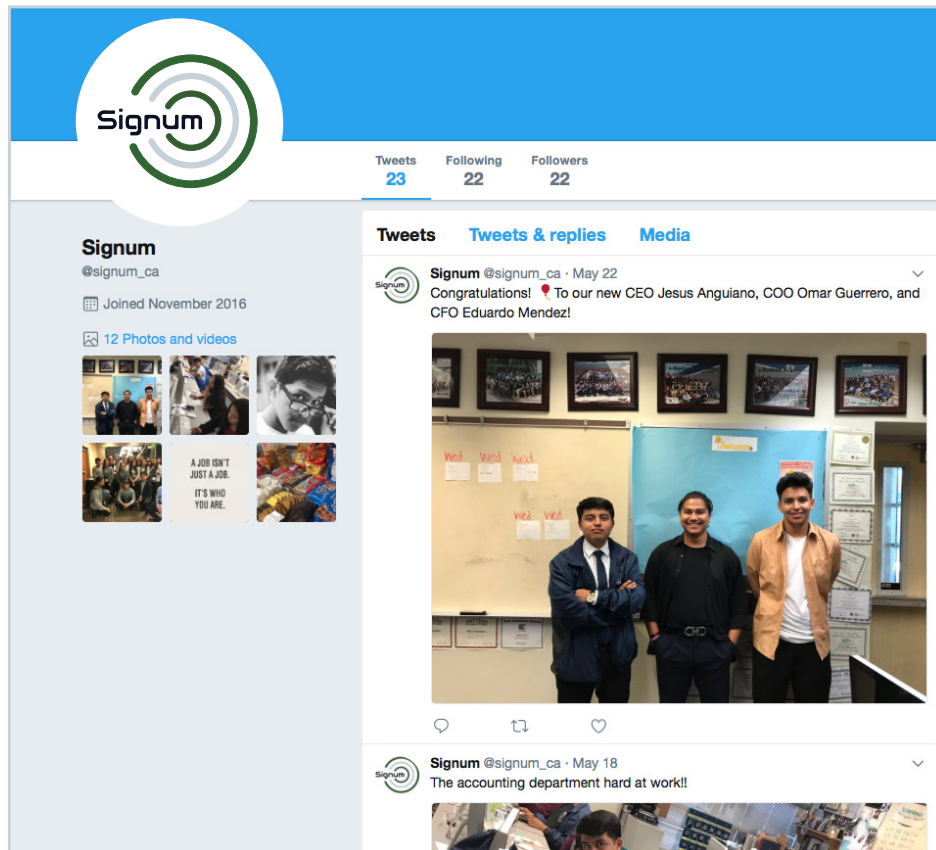 Signum
Tweets
Following
Followers
23
22
22
Signum
@signum_ca
Joined November 2016
12 Photos and videos
A JOB ISN'T
JUST A JOB.
IT'S WHO
YOU ARE.
Tweets
Tweets & replies
Media
Signum @signum_ca · May 22
Signum
Congratulations! 🎈To our new CEO Jesus Anguiano, COO Omar Guerrero, and
CFO Eduardo Mendez!
Wed Wed Wed
Wed Wed
Signum @signum_ca · May 18
Signum
The accounting department hard at work!!